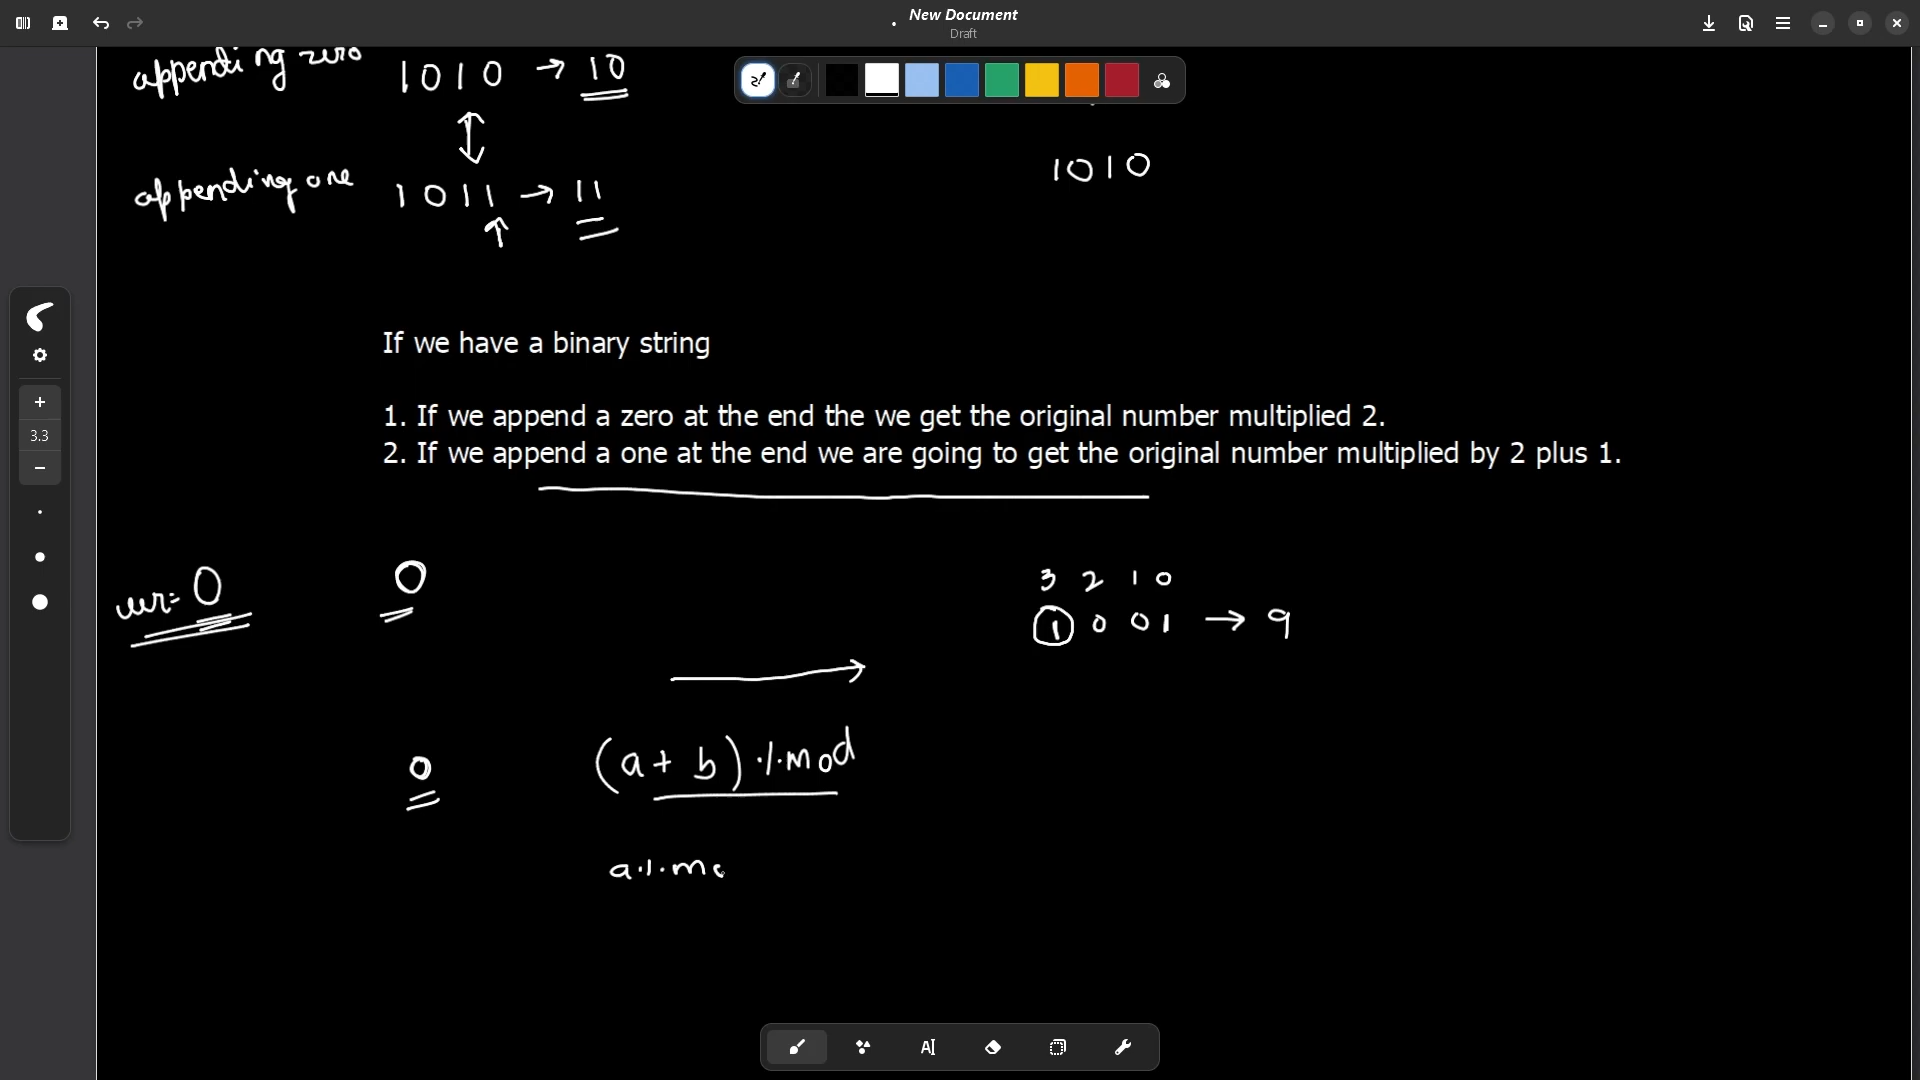 New Document
Draft
appending zero 1010 → 10
1010
appending one 1011 → 11
3.3
If we have a binary string
1. If we append a zero at the end the we get the original number multiplied 2.
2. If we append a one at the end we are going to get the original number multiplied by 2 plus 1.
= 0
0
3 2 1 0
1 0 0 1 → 9
(a + b) % mod
0
a % mo